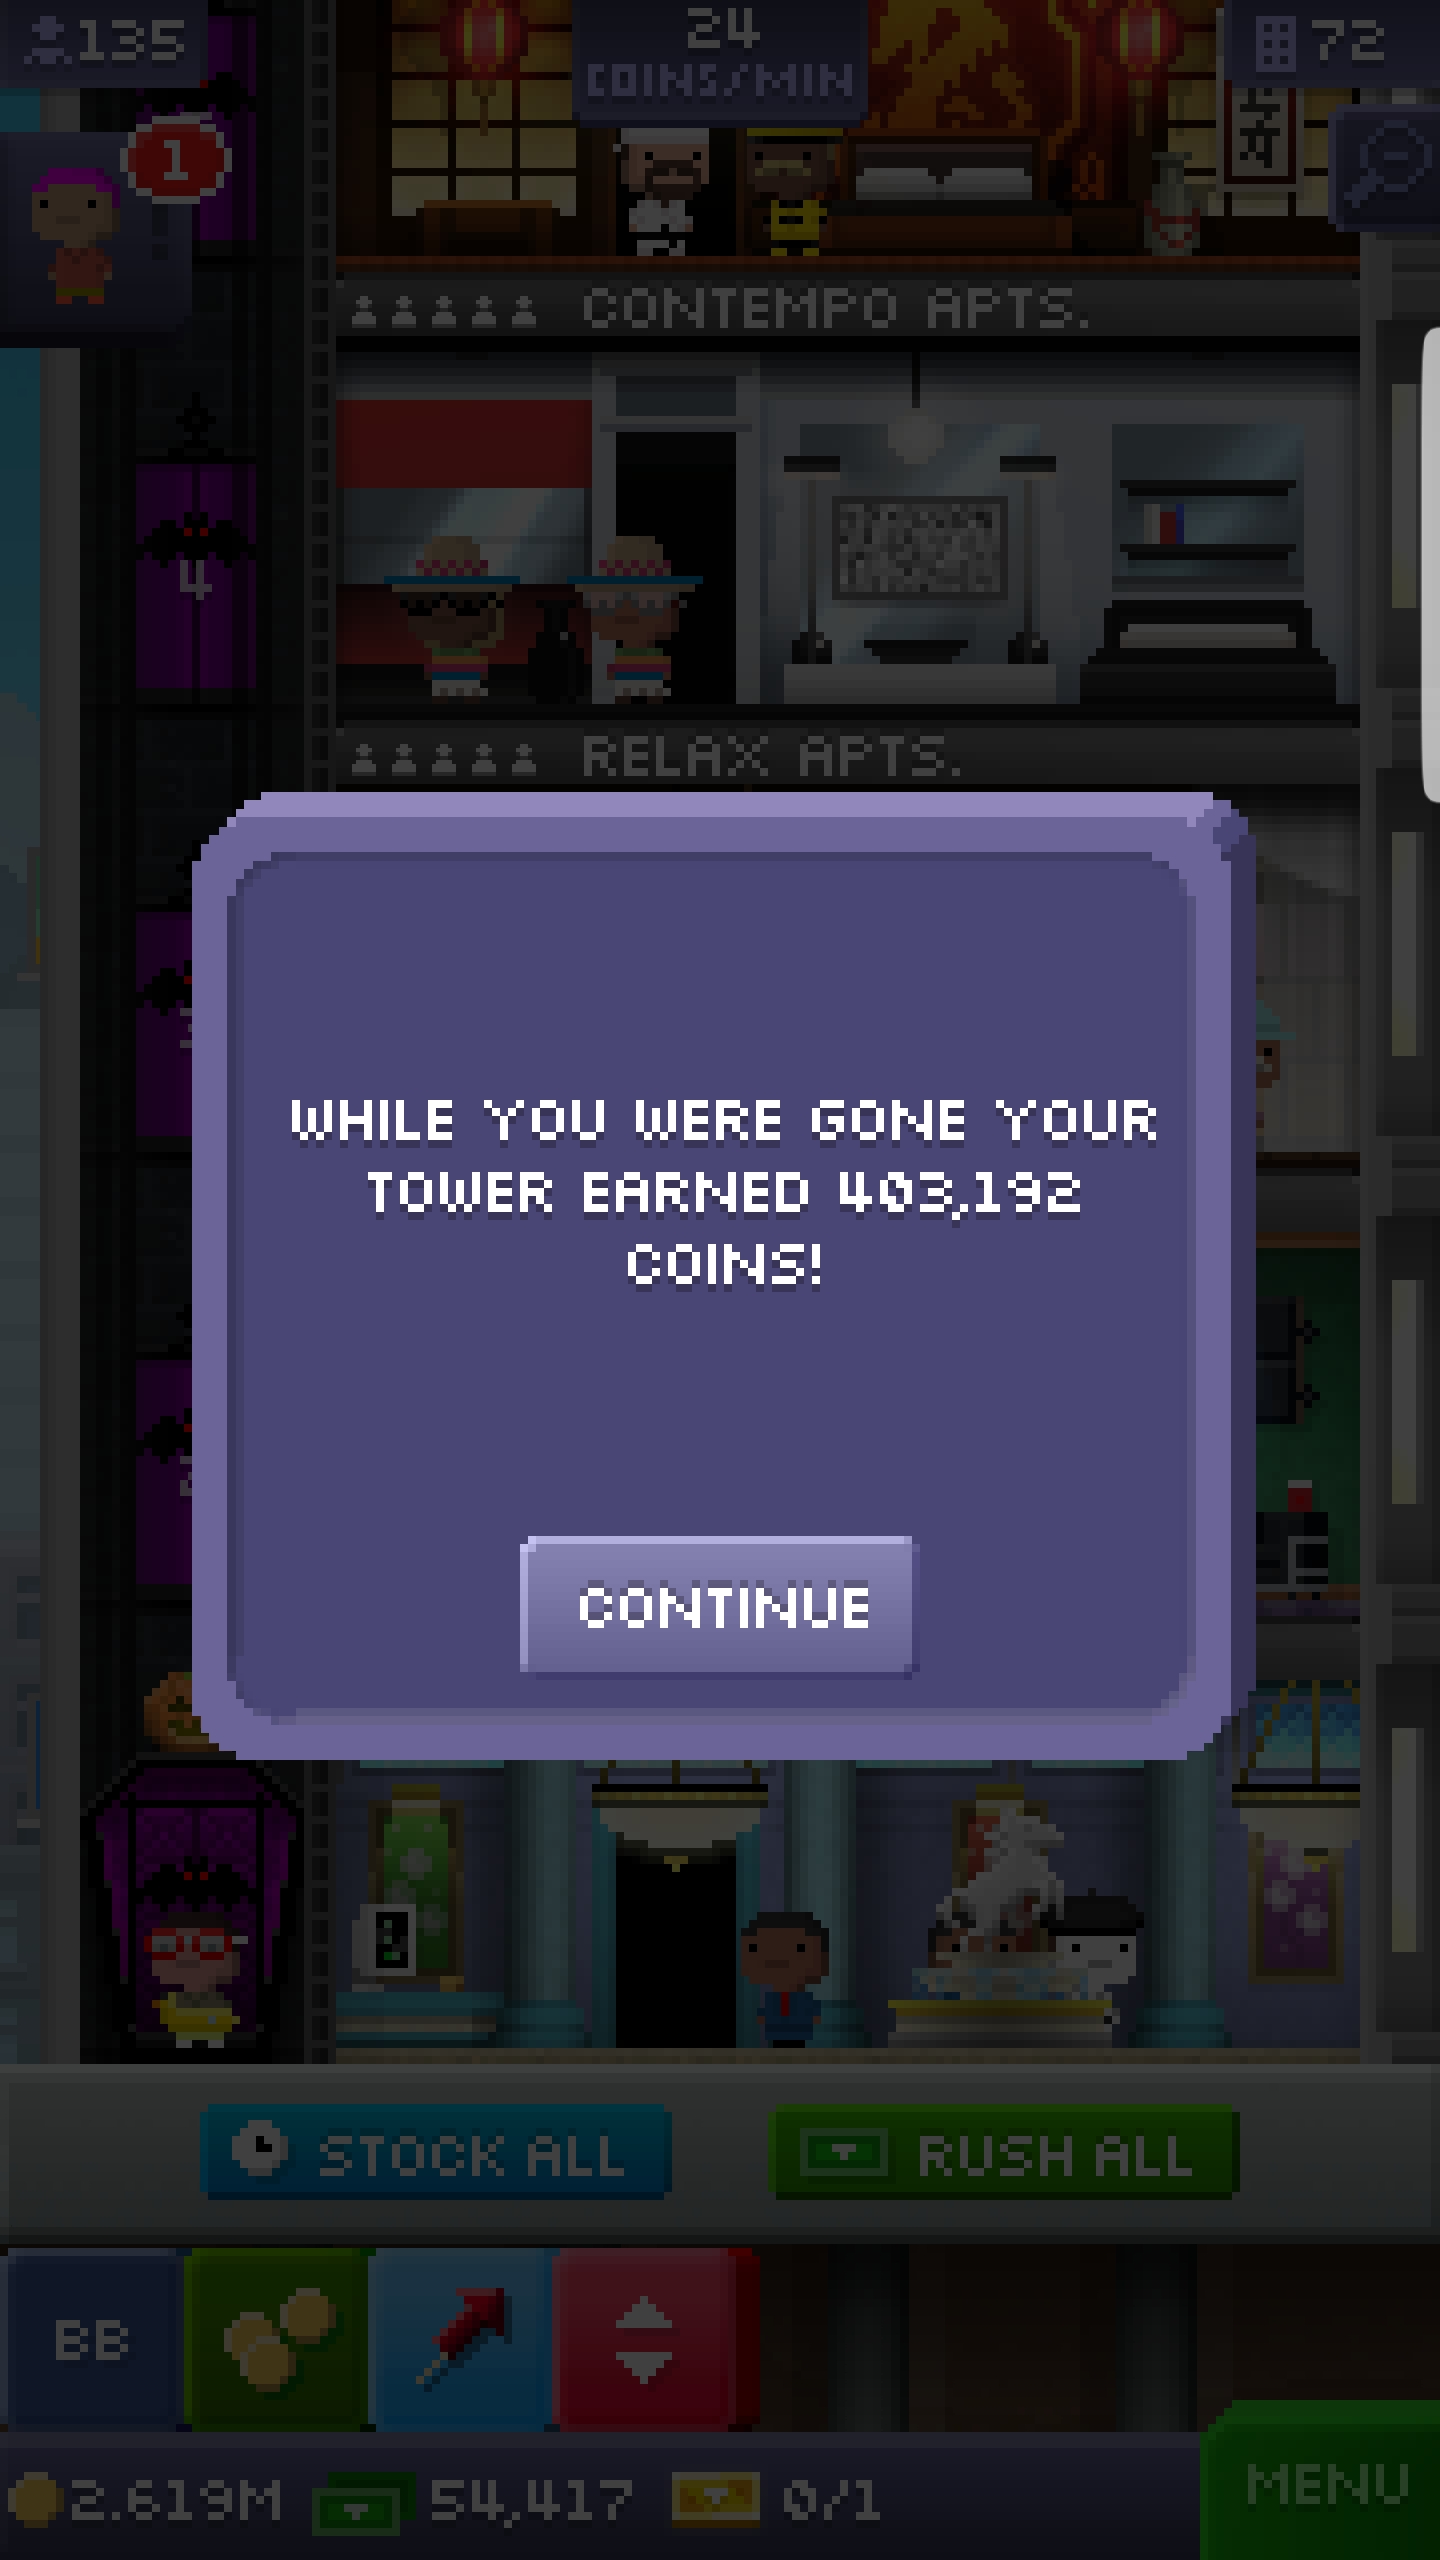 135
24
COINS/MIN
72
1
CONTEMPO APTS.
4
RELAX APTS.
WHILE YOU WERE GONE YOUR
TOWER EARNED 403,192
COINS!
CONTINUE
STOCK ALL
RUSH ALL
BB
2.619M
54,417
0/1
MENU